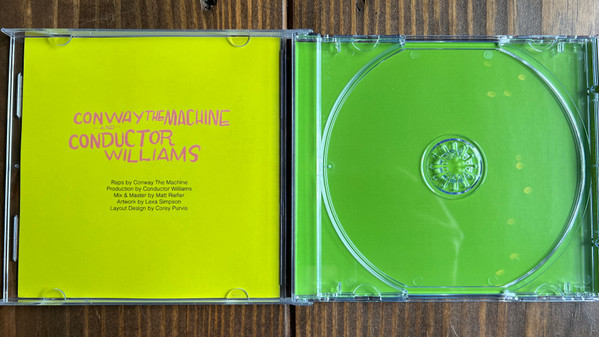 CONWAY THE MACHINE
AND
CONDUCTOR
WILLIAMS
Raps by Conway The Machine
Production by Conductor Williams
Mix & Master by Matt Reifler
Artwork by Lexa Simpson
Layout Design by Corey Purvis